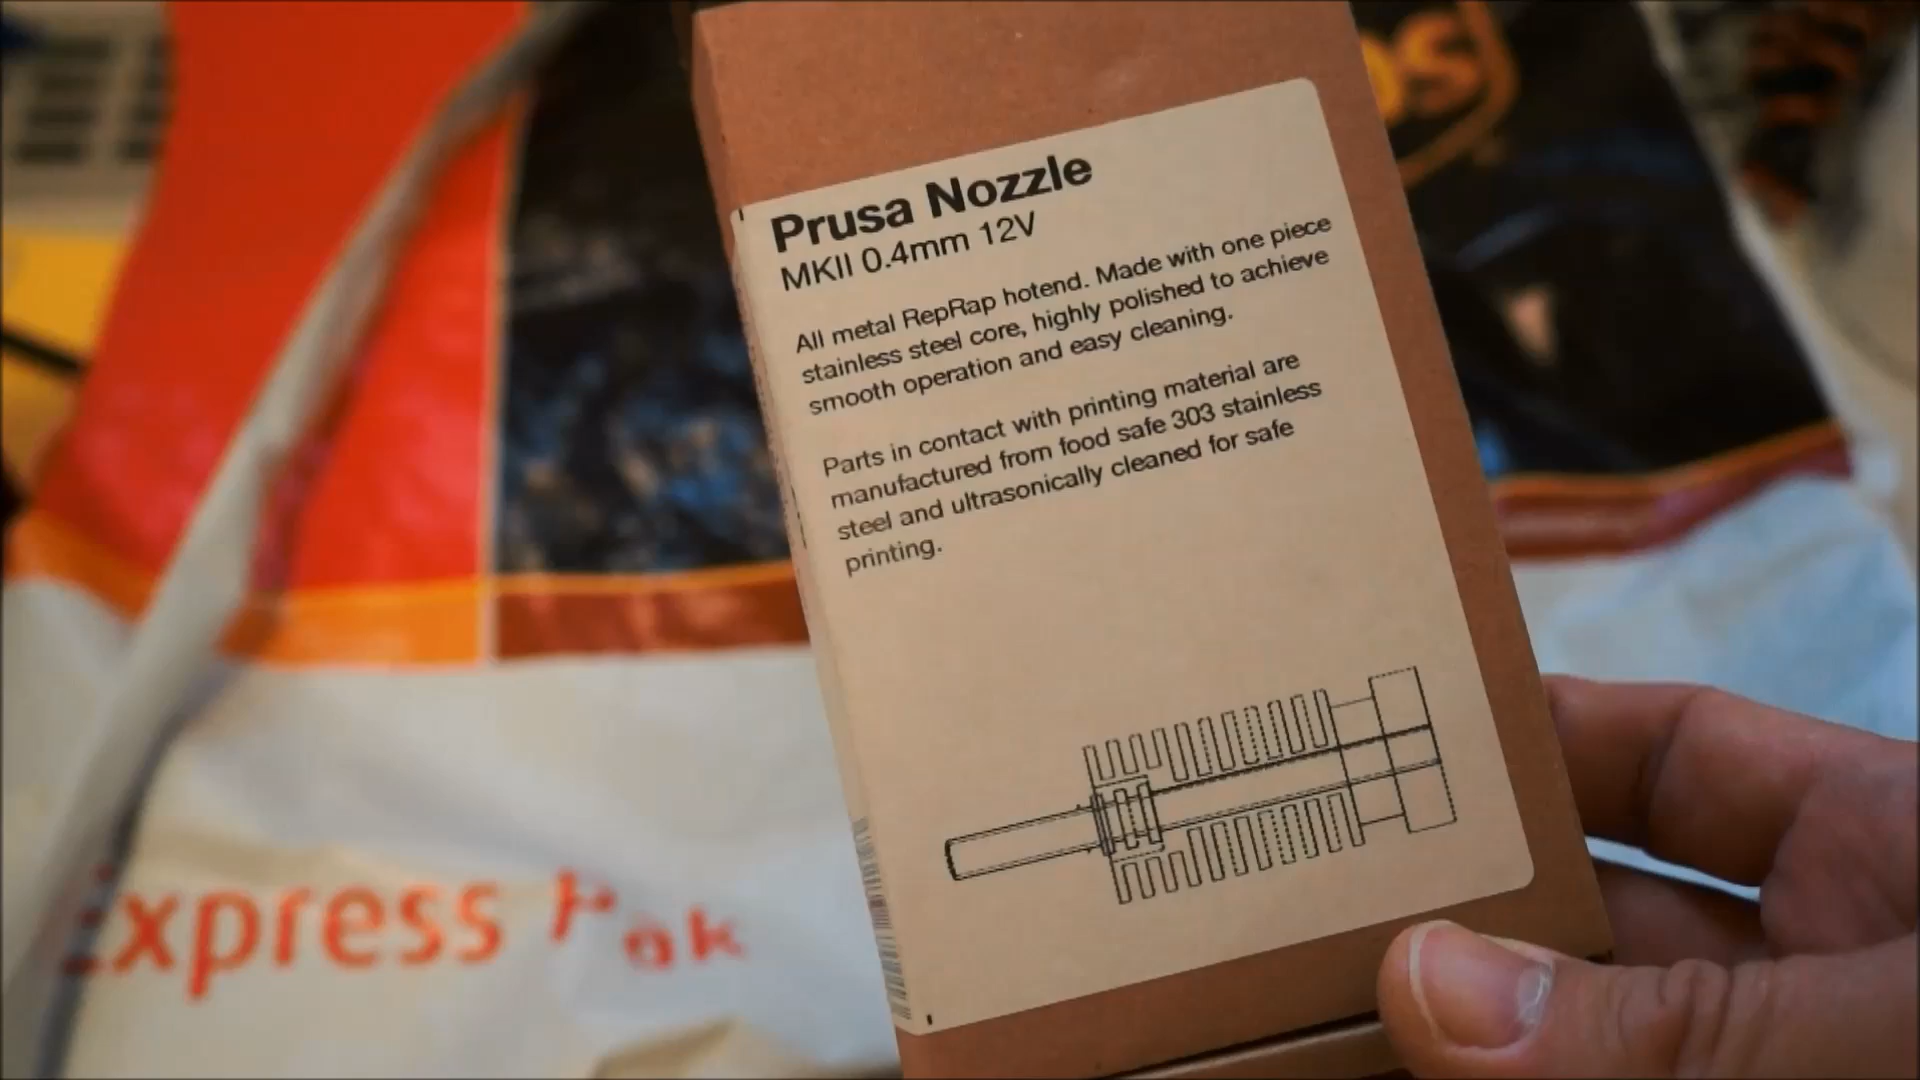 Prusa Nozzle
MKII 0.4mm 12V
All metal RepRap hotend. Made with one piece
stainless steel core, highly polished to achieve
smooth operation and easy cleaning.
Parts in contact with printing material are
manufactured from food safe 303 stainless
steel and ultrasonically cleaned for safe
printing.
Express Pak